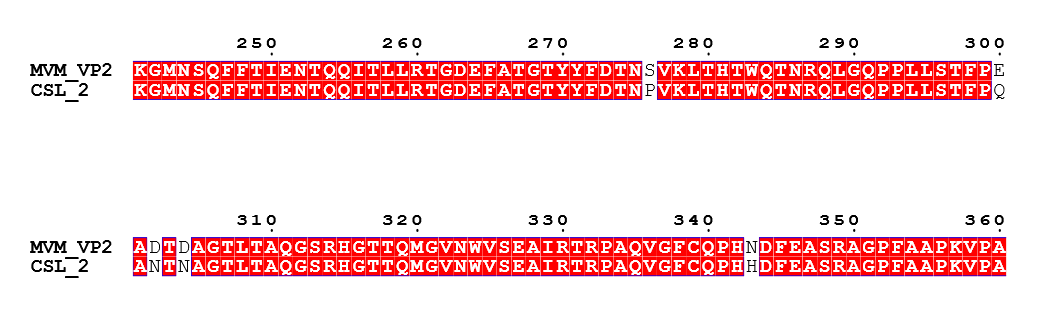 250 260 270 280 290 300
MVM_VP2 KGMNSQFFTIENTQQITLLRTGDEFATGTYYFDTNSVKLTHTWQTNRQLGQPPLLSTFPE
CSL_2 KGMNSQFFTIENTQQITLLRTGDEFATGTYYFDTNPVKLTHTWQTNRQLGQPPLLSTFPQ
310 320 330 340 350 360
MVM_VP2 ADTDAGTLTAQGSRHGTTQMGVNWVSEAIRTRPAQVGFCQPHNDFEASRAGPFAAPKVPA
CSL_2 ANTNAGTLTAQGSRHGTTQMGVNWVSEAIRTRPAQVGFCQPHHDFEASRAGPFAAPKVPA